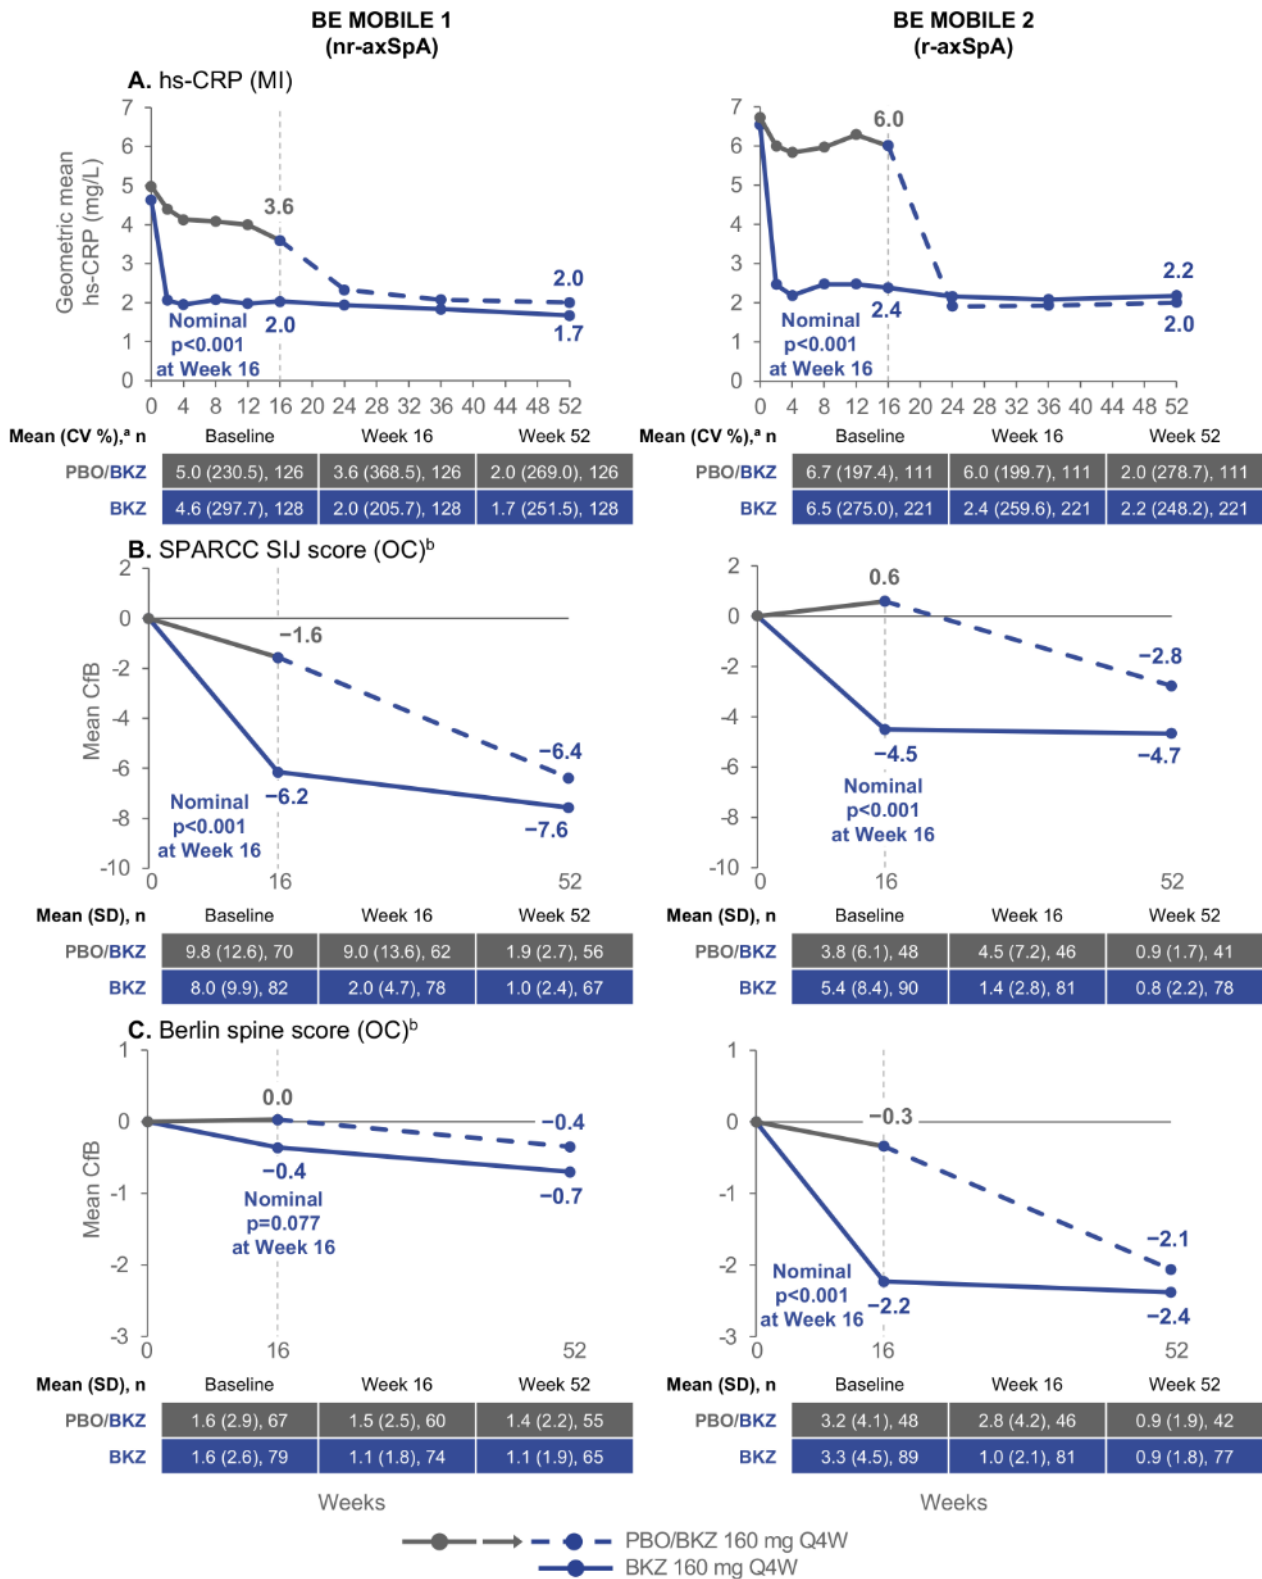 BE MOBILE 1
(nr-axSpA)
BE MOBILE 2
(r-axSpA)
A. hs-CRP (MI)
Geometric mean
hs-CRP (mg/L)
7
6
5
4
3
2
1
0
3.6
2.0
2.0
1.7
Nominal
p<0.001
at Week 16
0 4 8 12 16 20 24 28 32 36 40 44 48 52
7
6
5
4
3
2
1
0
6.0
2.4
2.2
2.0
Nominal
p<0.001
at Week 16
0 4 8 12 16 20 24 28 32 36 40 44 48 52
Mean (CV %),ᵃ n Baseline Week 16 Week 52
PBO/BKZ 5.0 (230.5), 126 3.6 (368.5), 126 2.0 (269.0), 126
BKZ 4.6 (297.7), 128 2.0 (205.7), 128 1.7 (251.5), 128
Mean (CV %),ᵃ n Baseline Week 16 Week 52
PBO/BKZ 6.7 (197.4), 111 6.0 (199.7), 111 2.0 (278.7), 111
BKZ 6.5 (275.0), 221 2.4 (259.6), 221 2.2 (248.2), 221
B. SPARCC SIJ score (OC)ᵇ
Mean CfB
2
0
-2
-4
-6
-8
-10
−1.6
−6.2
−6.4
−7.6
Nominal
p<0.001
at Week 16
0 16 52
2
0
-2
-4
-6
-8
-10
0.6
−4.5
−2.8
−4.7
Nominal
p<0.001
at Week 16
0 16 52
Mean (SD), n Baseline Week 16 Week 52
PBO/BKZ 9.8 (12.6), 70 9.0 (13.6), 62 1.9 (2.7), 56
BKZ 8.0 (9.9), 82 2.0 (4.7), 78 1.0 (2.4), 67
Mean (SD), n Baseline Week 16 Week 52
PBO/BKZ 3.8 (6.1), 48 4.5 (7.2), 46 0.9 (1.7), 41
BKZ 5.4 (8.4), 90 1.4 (2.8), 81 0.8 (2.2), 78
C. Berlin spine score (OC)ᵇ
Mean CfB
1
0
-1
-2
-3
0.0
−0.4
−0.4
−0.7
Nominal
p=0.077
at Week 16
0 16 52
1
0
-1
-2
-3
−0.3
−2.2
−2.1
−2.4
Nominal
p<0.001
at Week 16
0 16 52
Mean (SD), n Baseline Week 16 Week 52
PBO/BKZ 1.6 (2.9), 67 1.5 (2.5), 60 1.4 (2.2), 55
BKZ 1.6 (2.6), 79 1.1 (1.8), 74 1.1 (1.9), 65
Weeks
Mean (SD), n Baseline Week 16 Week 52
PBO/BKZ 3.2 (4.1), 48 2.8 (4.2), 46 0.9 (1.9), 42
BKZ 3.3 (4.5), 89 1.0 (2.1), 81 0.9 (1.8), 77
Weeks
PBO/BKZ 160 mg Q4W
BKZ 160 mg Q4W